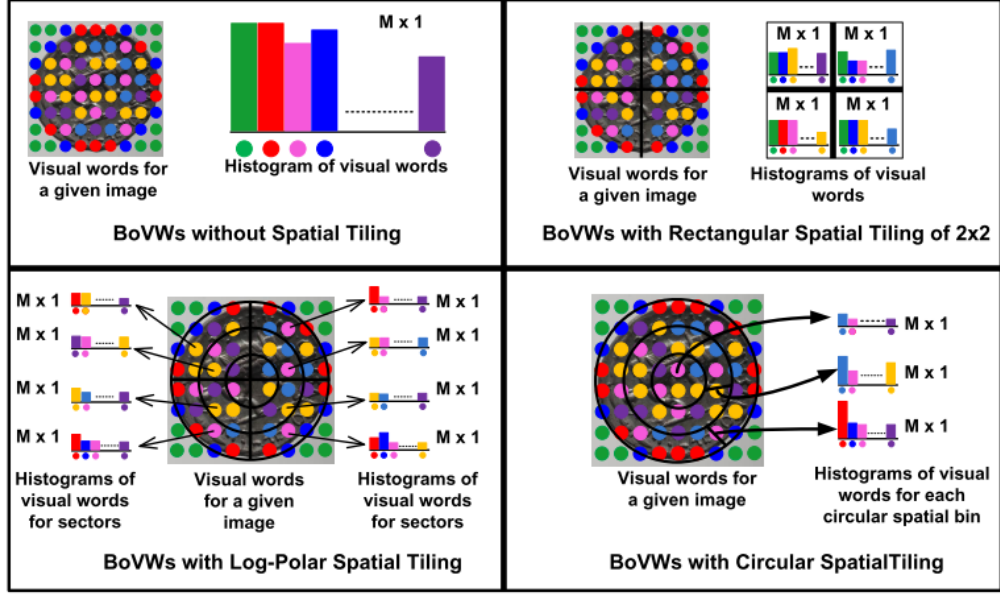 M x 1
Visual words for
a given image
Histogram of visual words
BoVWs without Spatial Tiling
M x 1 M x 1
M x 1 M x 1
Visual words for
a given image
Histograms of visual
words
BoVWs with Rectangular Spatial Tiling of 2x2
M x 1
M x 1
M x 1
M x 1
M x 1
M x 1
M x 1
M x 1
Histograms of
visual words
for sectors
Visual words
for a given
image
Histograms of
visual words
for sectors
BoVWs with Log-Polar Spatial Tiling
M x 1
M x 1
M x 1
Visual words for
a given image
Histograms of visual
words for each
circular spatial bin
BoVWs with Circular SpatialTiling